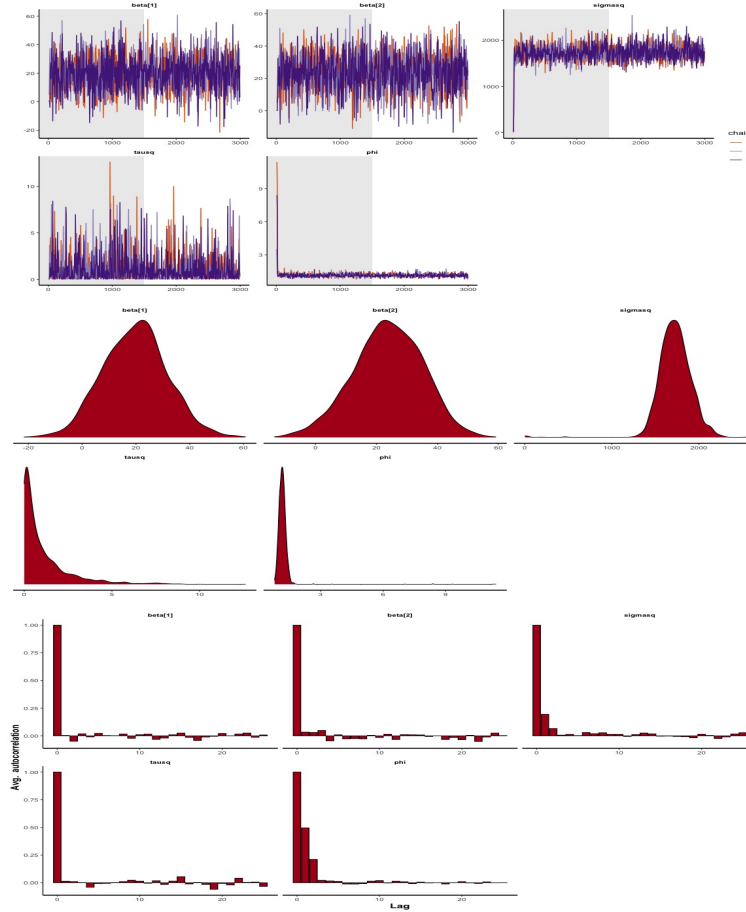 beta[1] beta[2] sigmasq
60
40
20
0
-20
60
40
20
0
2000
1000
0
0 1000 2000 3000
0 1000 2000 3000
0 1000 2000 3000
chai
tausq phi
10
5
0
9
6
3
0 1000 2000 3000
0 1000 2000 3000
beta[1] beta[2] sigmasq
-20 0 20 40 60
0 20 40 60
0 1000 2000
tausq phi
0 5 10
3 6 9
beta[1] beta[2] sigmasq
1.00
0.75
0.50
0.25
0.00
0 10 20
0 10 20
0 10 20
Avg. autocorrelation
tausq phi
1.00
0.75
0.50
0.25
0.00
0 10 20
0 10 20
Lag